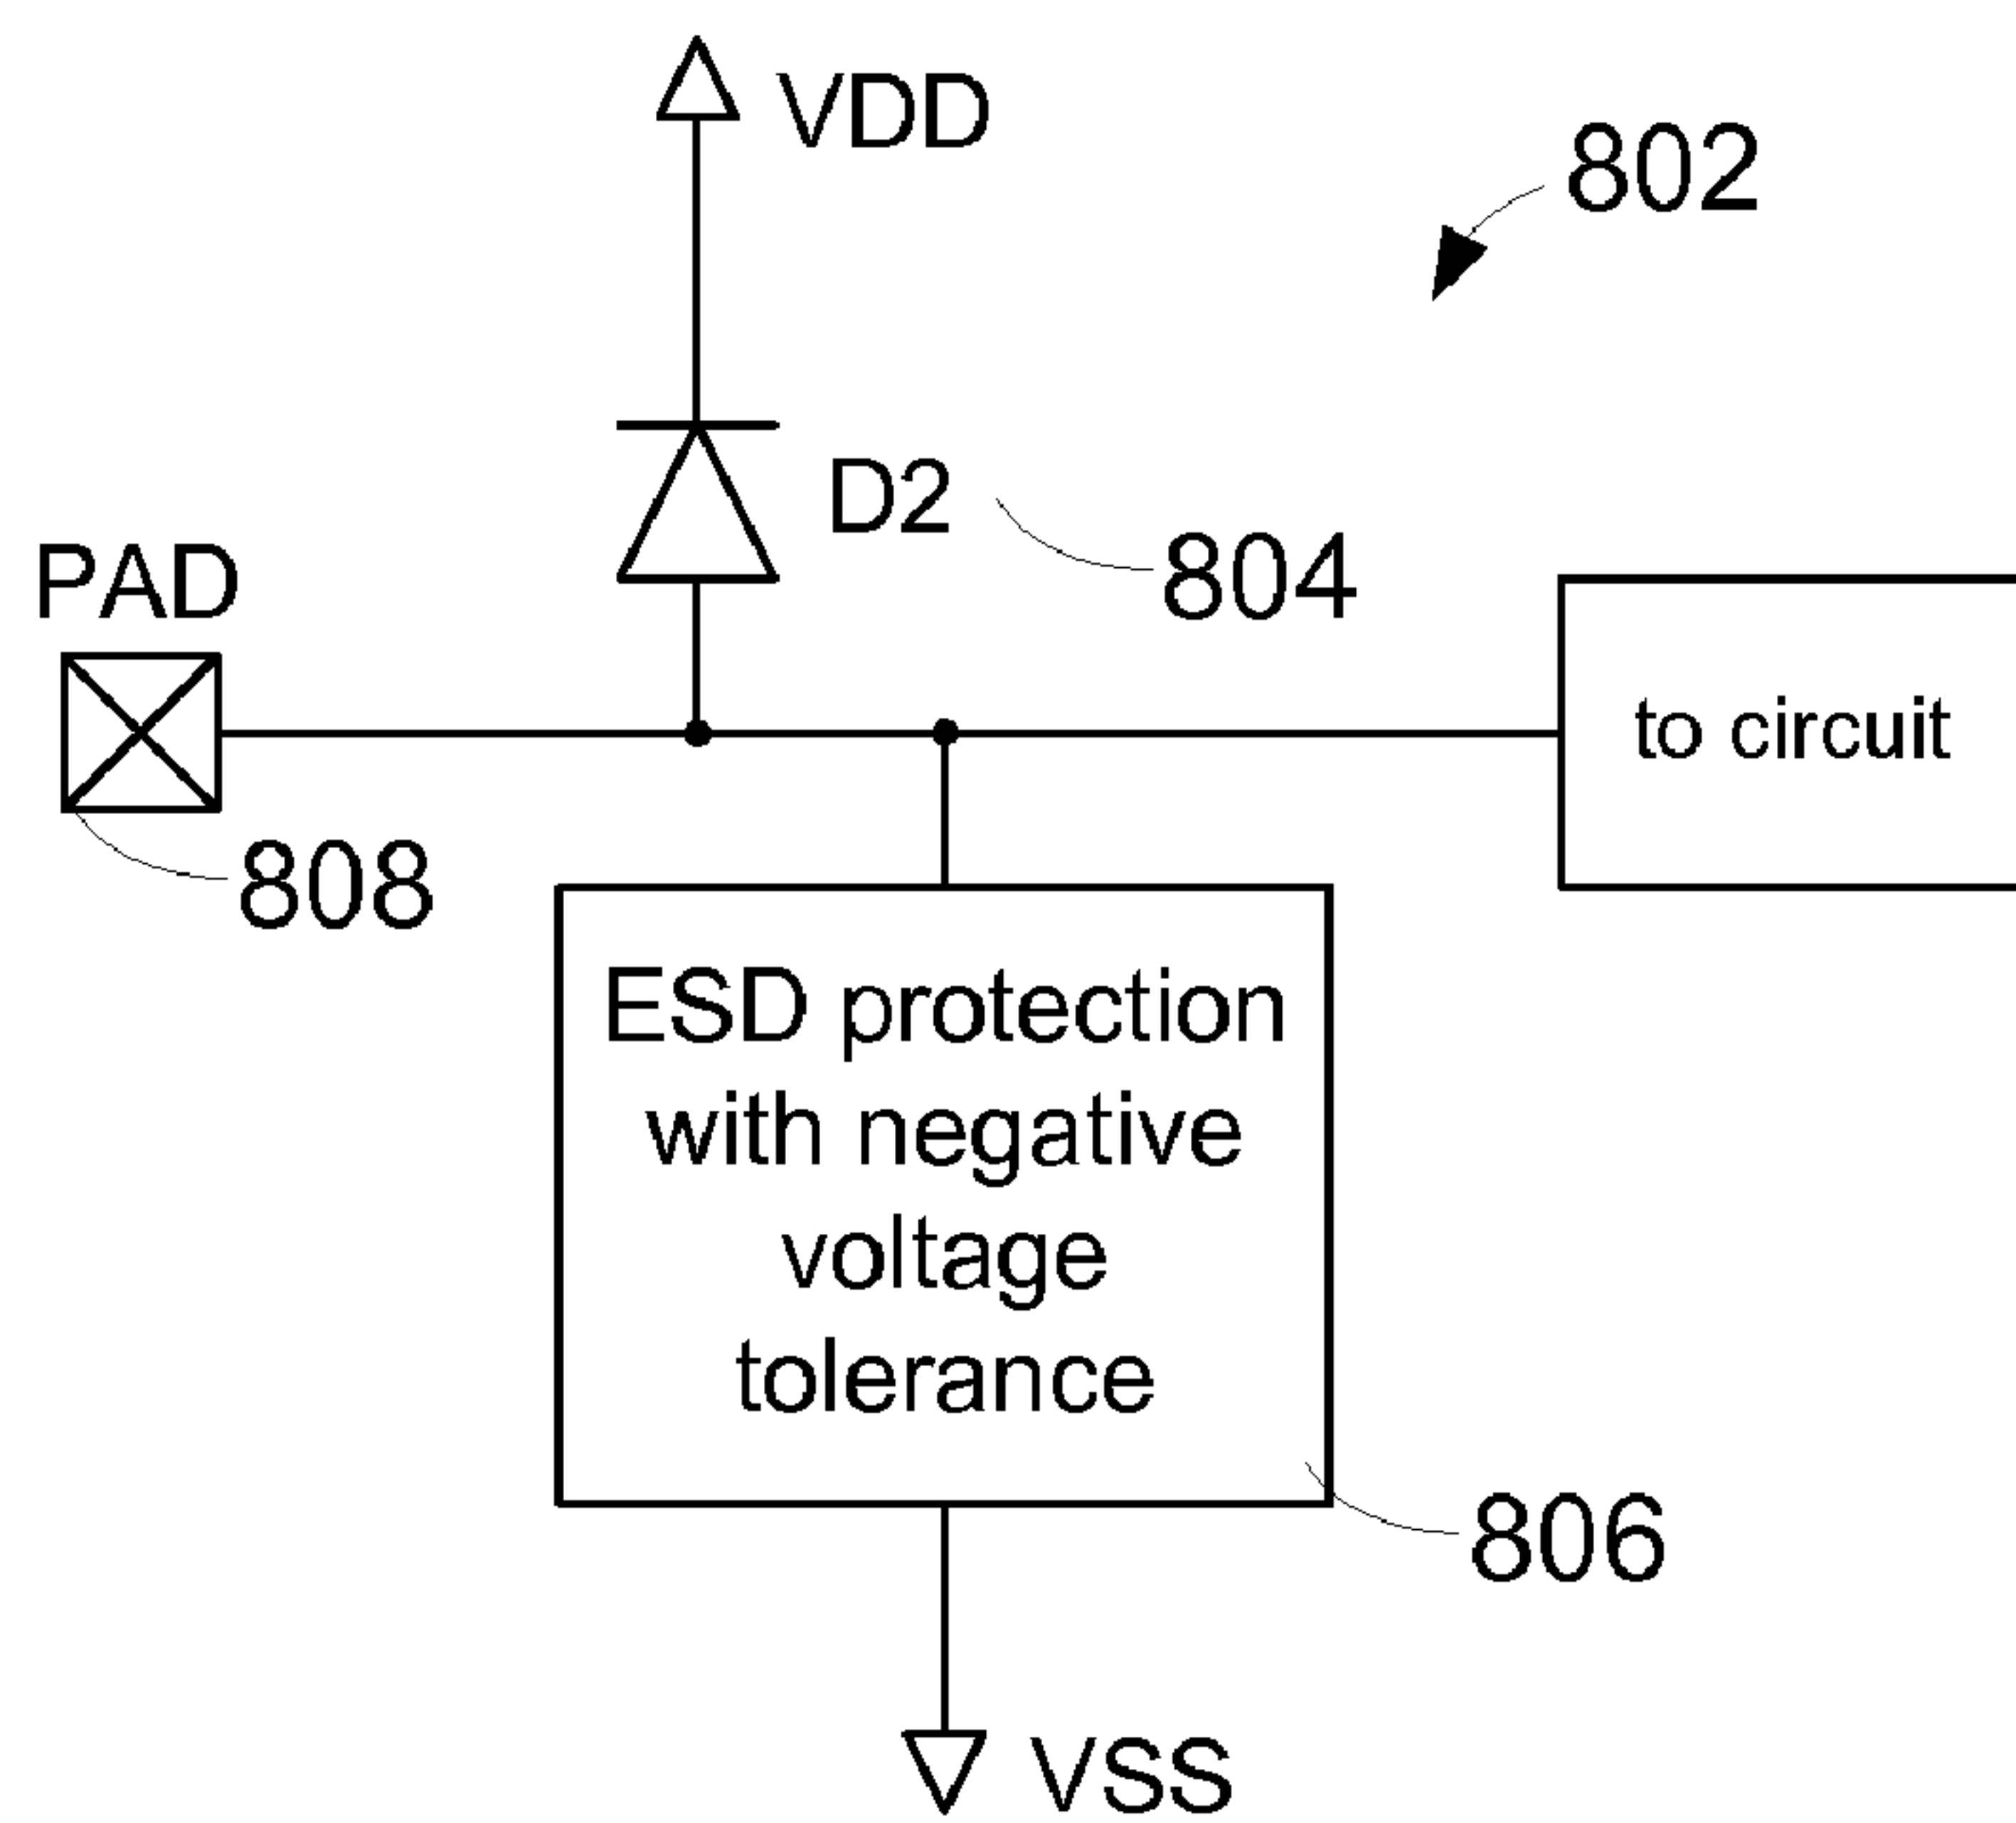 VDD
802
D2
804
PAD
to circuit
808
ESD protection
with negative
voltage
tolerance
806
VSS